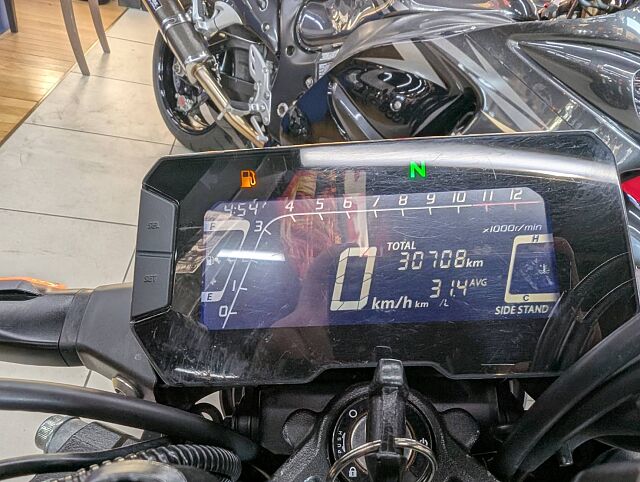 N
4:54
4 5 6 7 8 9 10 11 12
SEL
F
3
x1000r/min
TOTAL
30708km
H
SET
0
31.4 AVG
km/h km/L
E
1
0
C
SIDE STAND
PUSH